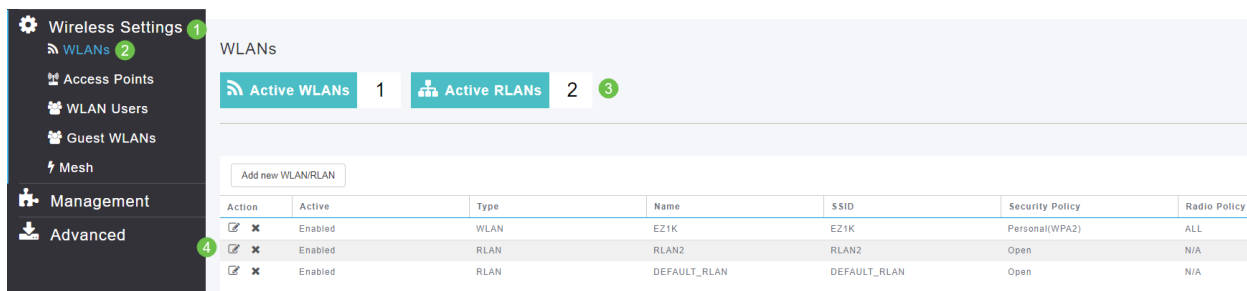 Wireless Settings 1
WLANs 2
Access Points
WLAN Users
Guest WLANs
Mesh
Management
Advanced
WLANs
Active WLANs 1 Active RLANs 2 3
Add new WLAN/RLAN
Action Active Type Name SSID Security Policy Radio Policy
Enabled WLAN EZ1K EZ1K Personal(WPA2) ALL
4 Enabled RLAN RLAN2 RLAN2 Open N/A
Enabled RLAN DEFAULT_RLAN DEFAULT_RLAN Open N/A